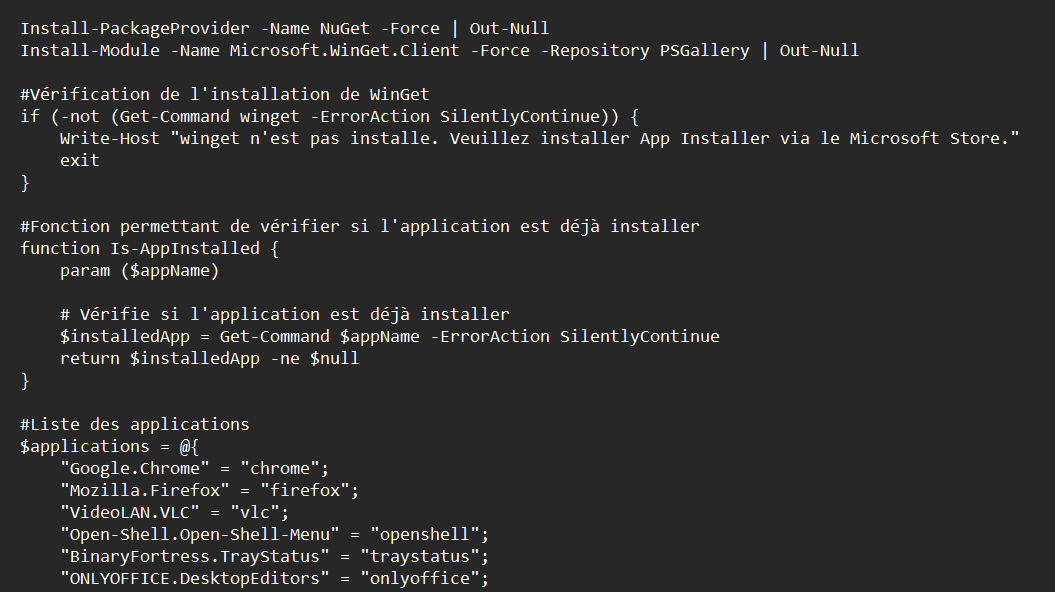 Install-PackageProvider -Name NuGet -Force | Out-Null
Install-Module -Name Microsoft.WinGet.Client -Force -Repository PSGallery | Out-Null
#Vérification de l'installation de WinGet
if (-not (Get-Command winget -ErrorAction SilentlyContinue)) {
    Write-Host "winget n'est pas installe. Veuillez installer App Installer via le Microsoft Store."
    exit
}
#Fonction permettant de vérifier si l'application est déjà installer
function Is-AppInstalled {
    param ($appName)
    # Vérifie si l'application est déjà installer
    $installedApp = Get-Command $appName -ErrorAction SilentlyContinue
    return $installedApp -ne $null
}
#Liste des applications
$applications = @{
    "Google.Chrome" = "chrome";
    "Mozilla.Firefox" = "firefox";
    "VideoLAN.VLC" = "vlc";
    "Open-Shell.Open-Shell-Menu" = "openshell";
    "BinaryFortress.TrayStatus" = "traystatus";
    "ONLYOFFICE.DesktopEditors" = "onlyoffice";